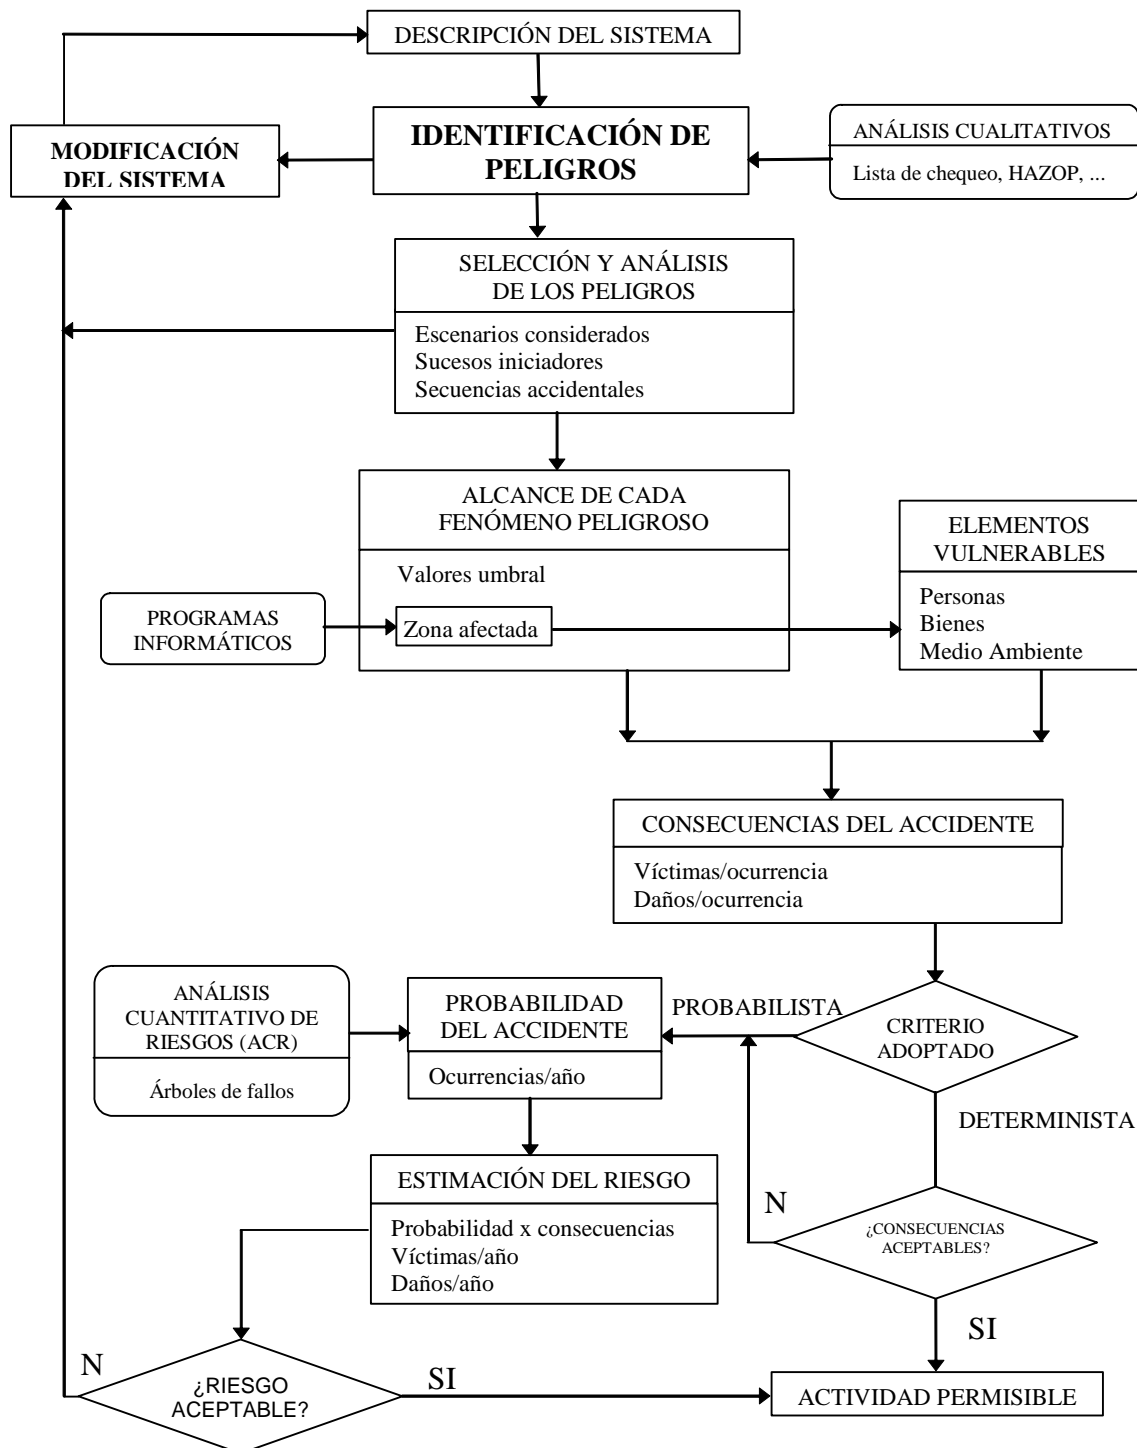 DESCRIPCIÓN DEL SISTEMA
MODIFICACIÓN
DEL SISTEMA
IDENTIFICACIÓN DE
PELIGROS
ANÁLISIS CUALITATIVOS
Lista de chequeo, HAZOP, ...
SELECCIÓN Y ANÁLISIS
DE LOS PELIGROS
Escenarios considerados
Sucesos iniciadores
Secuencias accidentales
ALCANCE DE CADA
FENÓMENO PELIGROSO
Valores umbral
Zona afectada
PROGRAMAS
INFORMÁTICOS
ELEMENTOS
VULNERABLES
Personas
Bienes
Medio Ambiente
CONSECUENCIAS DEL ACCIDENTE
Víctimas/ocurrencia
Daños/ocurrencia
ANÁLISIS
CUANTITATIVO DE
RIESGOS (ACR)
Árboles de fallos
PROBABILIDAD
DEL ACCIDENTE
Ocurrencias/año
PROBABILISTA
CRITERIO
ADOPTADO
DETERMINISTA
ESTIMACIÓN DEL RIESGO
Probabilidad x consecuencias
Víctimas/año
Daños/año
N
¿CONSECUENCIAS
ACEPTABLES?
SI
N
¿RIESGO
ACEPTABLE?
SI
ACTIVIDAD PERMISIBLE